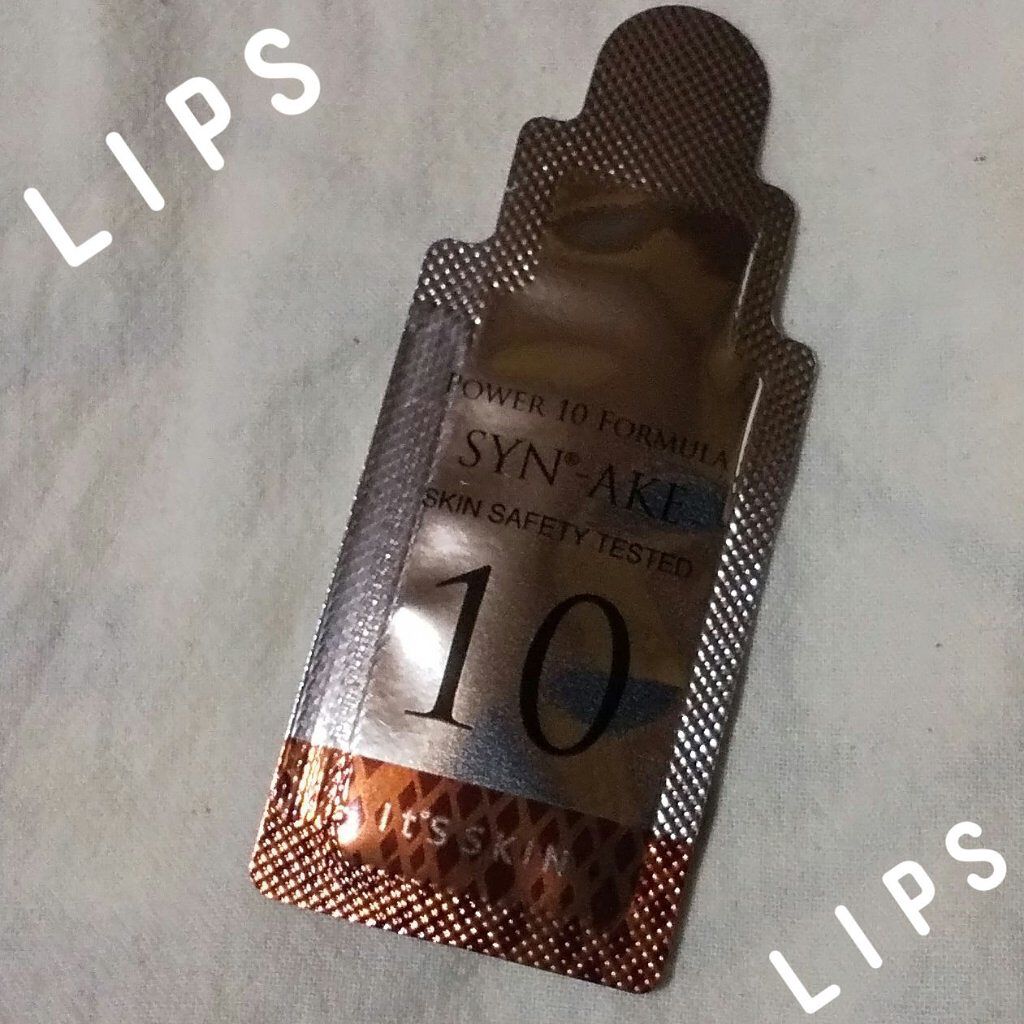 LIPS
POWER 10 FORMULA
SYN®-AKE
SKIN SAFETY TESTED
10
It'S SKIN
LIPS